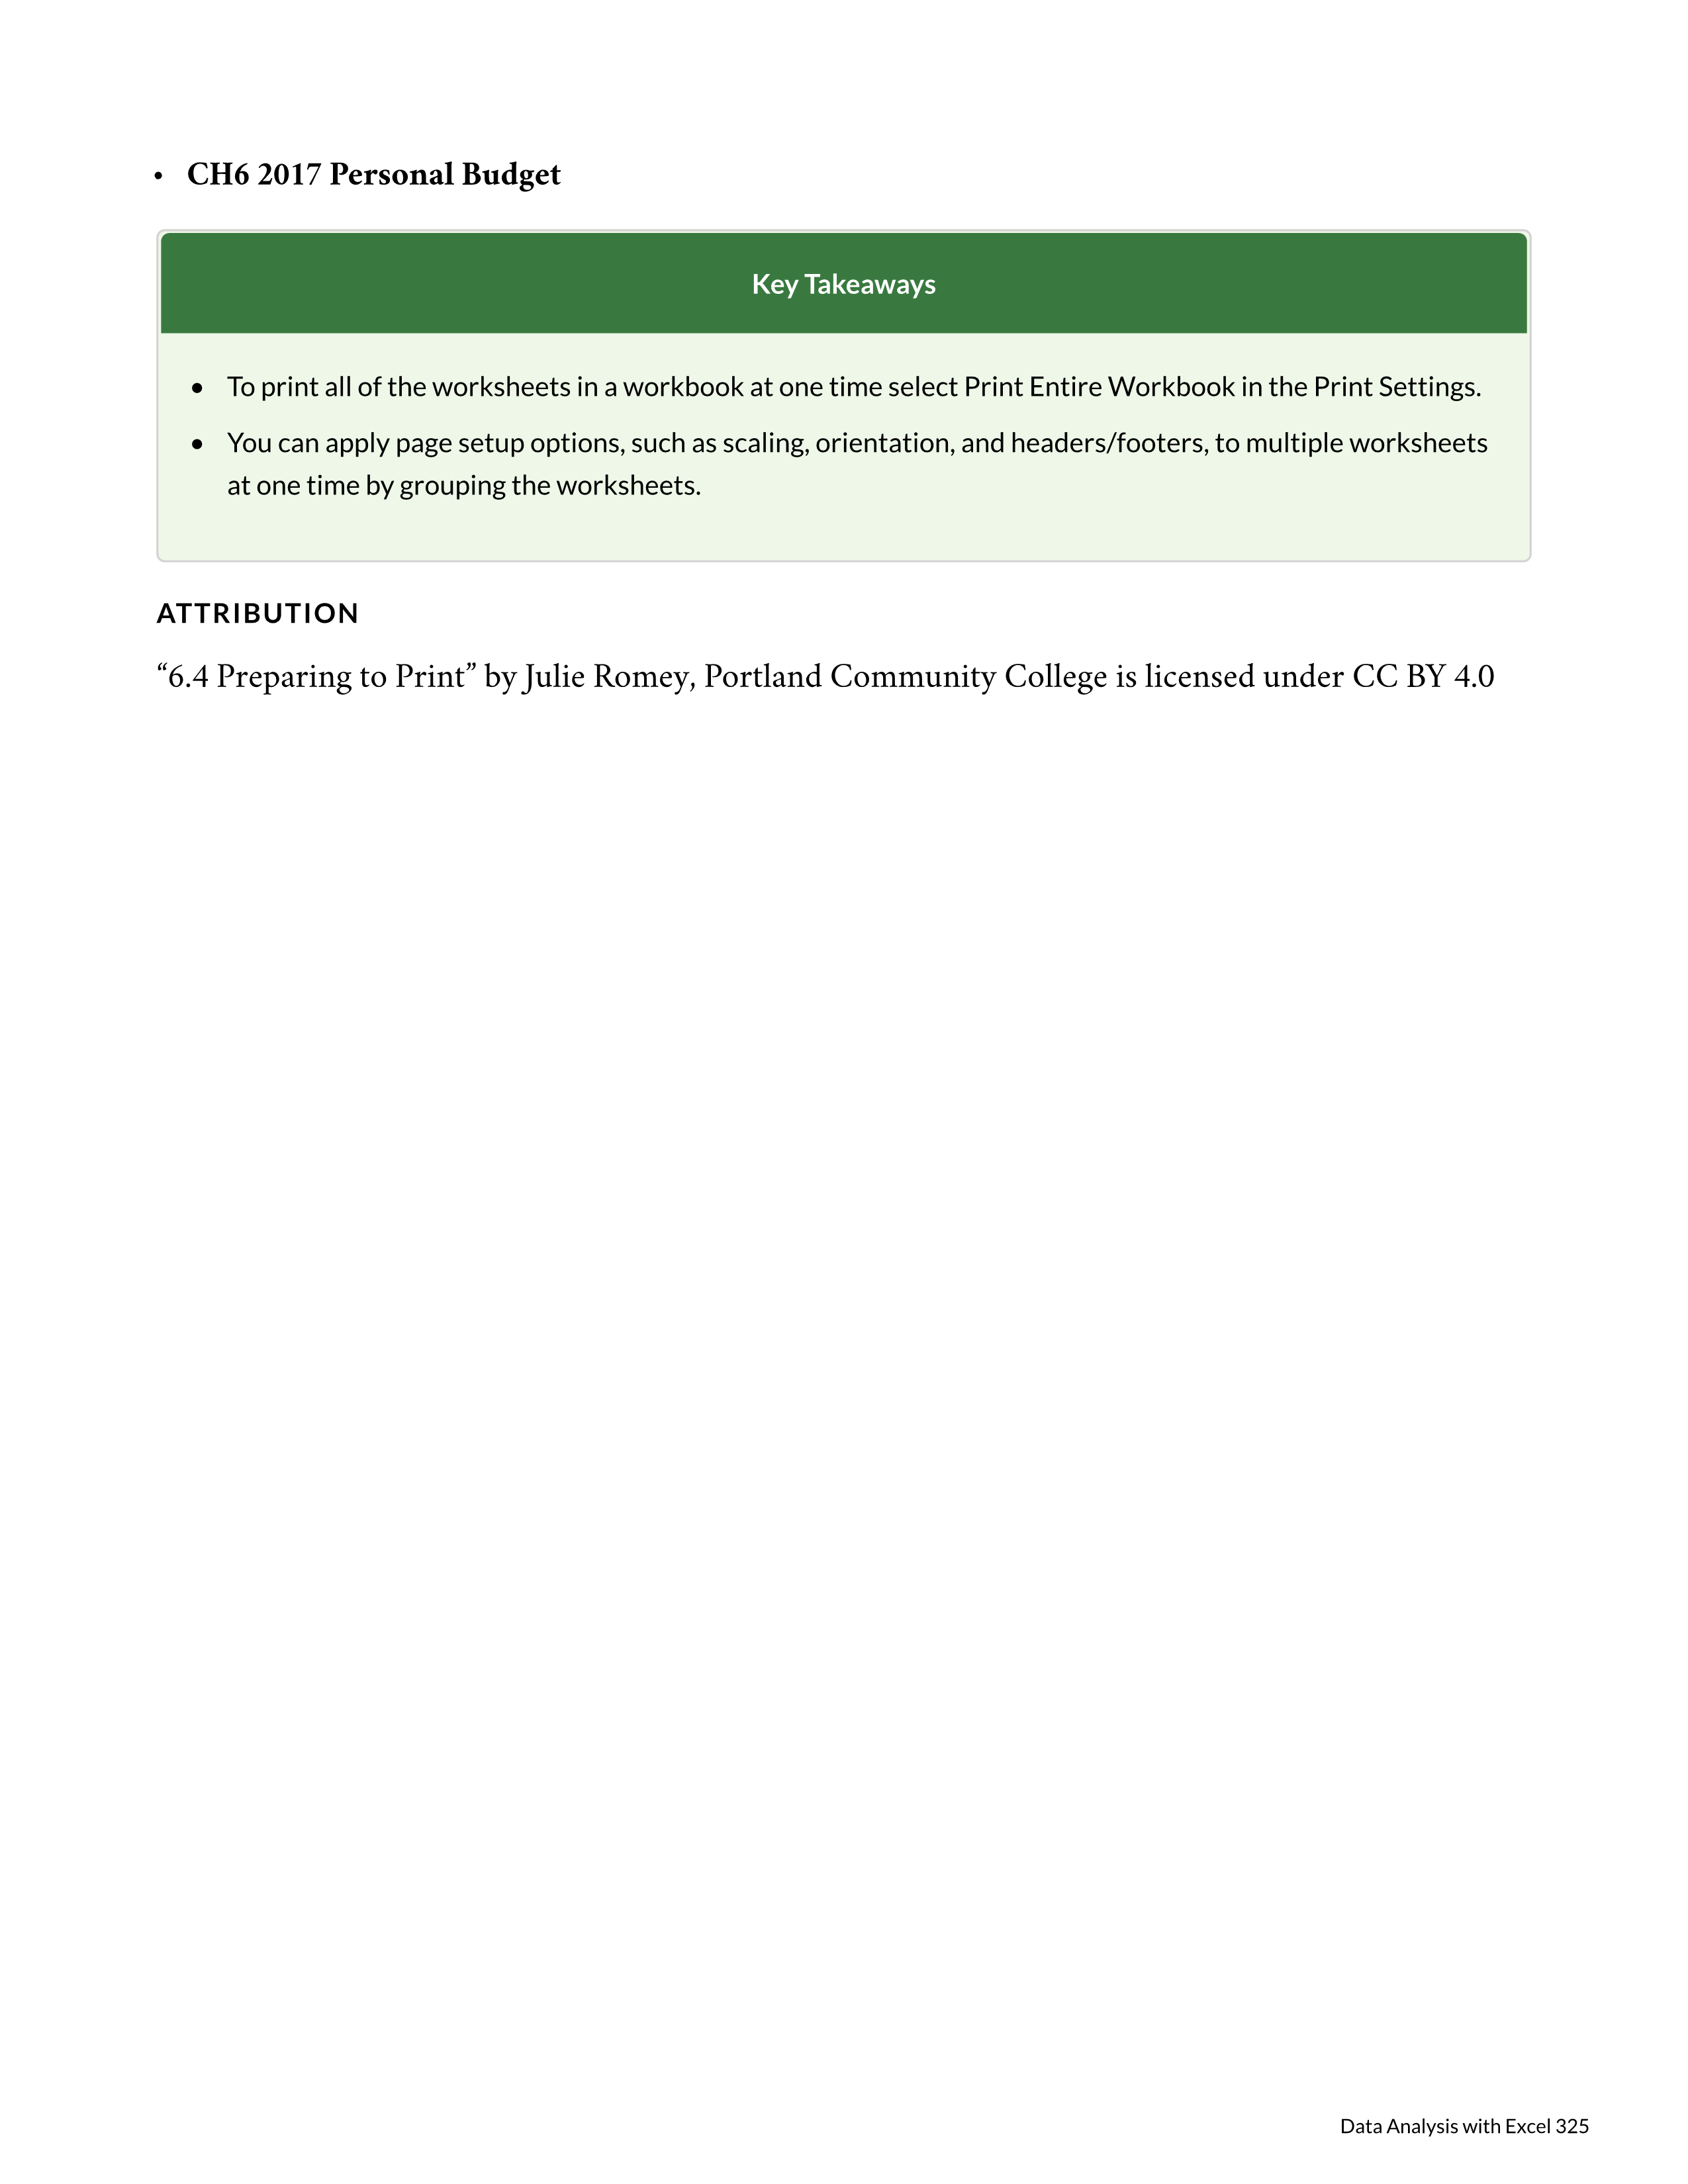 • CH6 2017 Personal Budget
Key Takeaways
• To print all of the worksheets in a workbook at one time select Print Entire Workbook in the Print Settings.
• You can apply page setup options, such as scaling, orientation, and headers/footers, to multiple worksheets
at one time by grouping the worksheets.
ATTRIBUTION
“6.4 Preparing to Print” by Julie Romey, Portland Community College is licensed under CC BY 4.0
Data Analysis with Excel 325